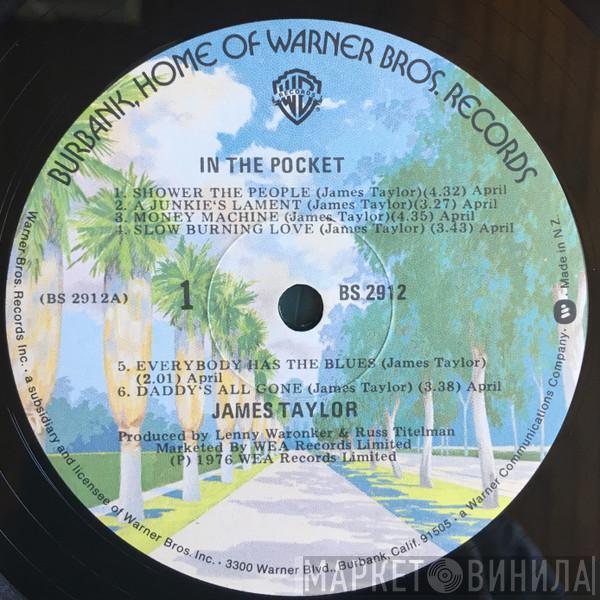 BURBANK, HOME OF WARNER BROS. RECORDS
WB
RECORDS
IN THE POCKET
1. SHOWER THE PEOPLE (James Taylor)(4.32) April
2. A JUNKIE'S LAMENT (James Taylor)(3.27) April
3. MONEY MACHINE (James Taylor)(4.35) April
4. SLOW BURNING LOVE (James Taylor) (3.43) April
(BS 2912A)
1
BS 2912
5. EVERYBODY HAS THE BLUES (James Taylor)
(2.01) April
6. DADDY'S ALL GONE (James Taylor) (3.38) April
JAMES TAYLOR
Produced by Lenny Waronker & Russ Titelman
Marketed By WEA Records Limited
(P) 1976 WEA Records Limited
Warner Bros. Records Inc. • a subsidiary and licensee of Warner Bros. Inc. • 3300 Warner Blvd., Burbank, Calif. 91505 • a Warner Communications Company. • Made in N Z
МАРКЕТ ВИНИЛА